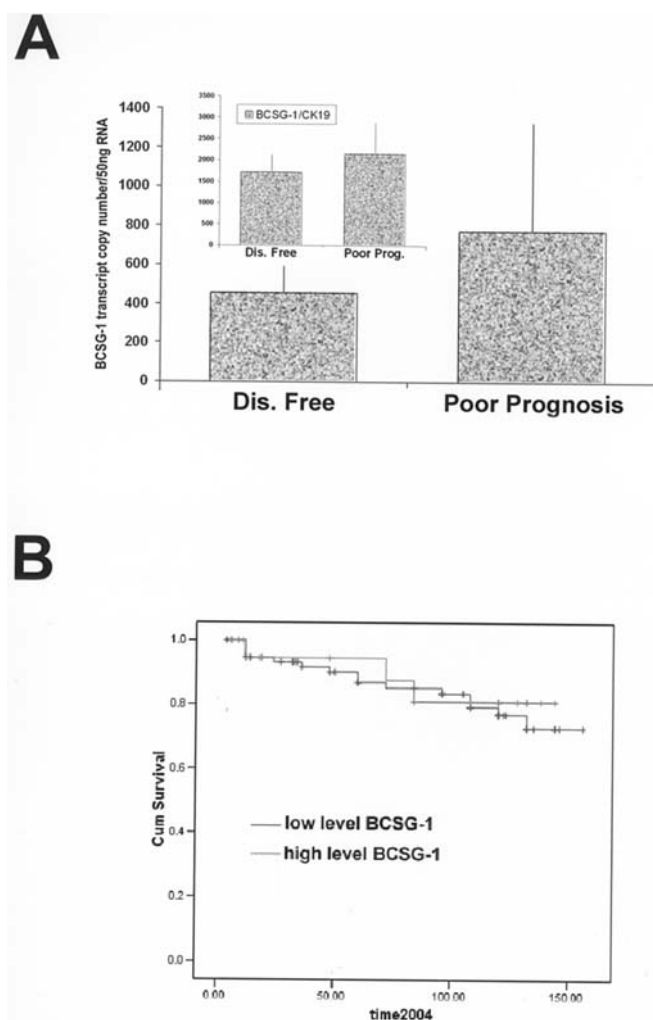 A
BCSG-1 transcript copy number/50ng RNA
1400
1200
1000
800
600
400
200
0
3500
3000
2500
2000
1500
1000
500
0
BCSG-1/CK19
Dis. Free
Poor Prog.
Dis. Free
Poor Prognosis
B
Cum Survival
1.0
0.8
0.6
0.4
0.2
0.0
low level BCSG-1
high level BCSG-1
0.00
50.00
100.00
150.00
time2004